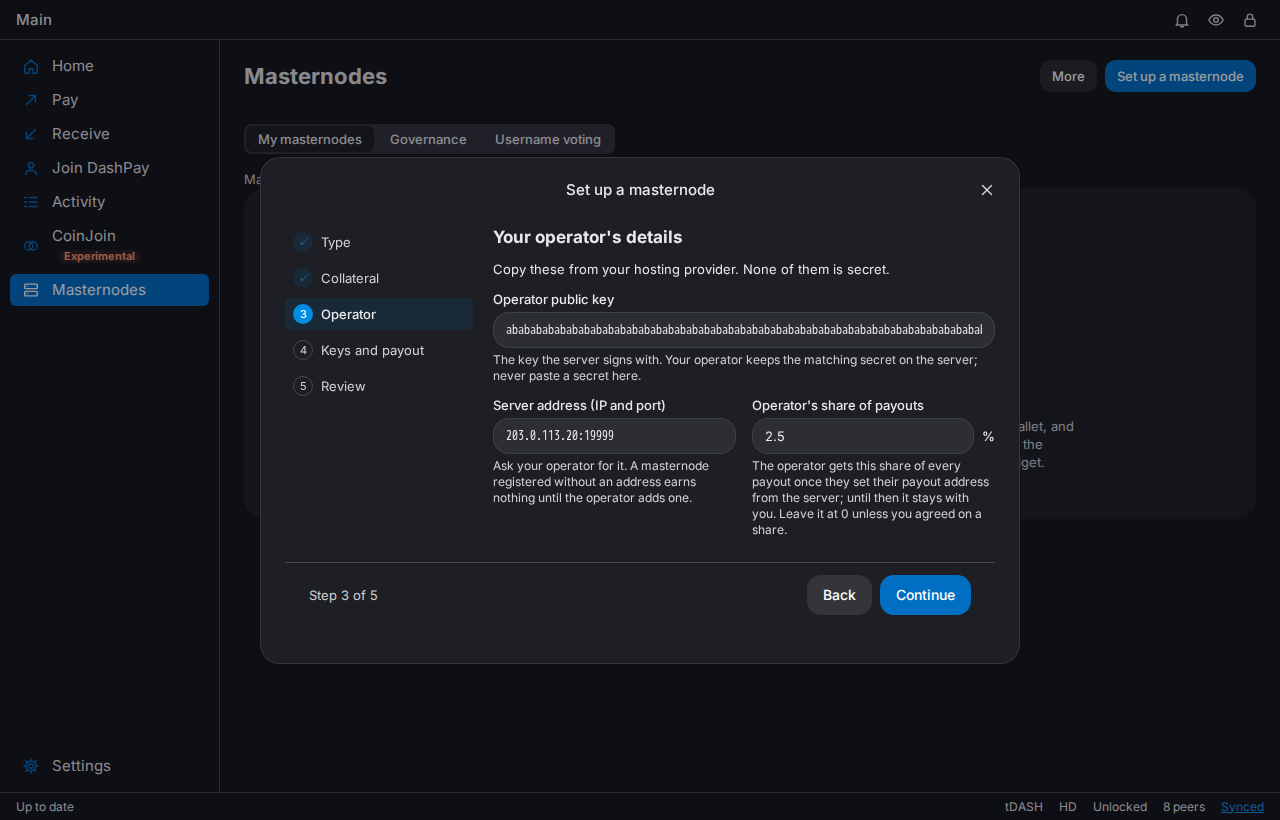 Main
Home
Pay
Receive
Join DashPay
Activity
CoinJoin
Experimental
Masternodes
Settings
Masternodes
More
Set up a masternode
My masternodes
Governance
Username voting
Set up a masternode
✓ Type
✓ Collateral
3 Operator
4 Keys and payout
5 Review
Your operator's details
Copy these from your hosting provider. None of them is secret.
Operator public key
The key the server signs with. Your operator keeps the matching secret on the server;
never paste a secret here.
Server address (IP and port)
203.0.113.20:19999
Ask your operator for it. A masternode
registered without an address earns
nothing until the operator adds one.
Operator's share of payouts
2.5 %
The operator gets this share of every
payout once they set their payout address
from the server; until then it stays with
you. Leave it at 0 unless you agreed on a
share.
Step 3 of 5
Back
Continue
and
the
Up to date
tDASH
HD
Unlocked
8 peers
Synced